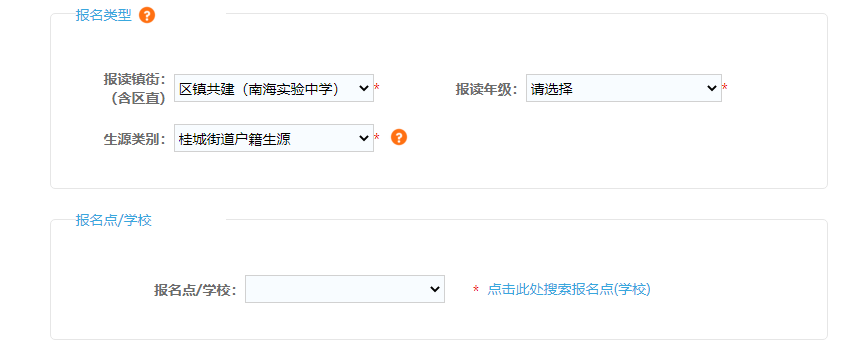 报名类型 ?
报读镇街：
（含区直） 区镇共建（南海实验中学） * 报读年级： 请选择 *
生源类别： 桂城街道户籍生源 * ?
报名点/学校
报名点/学校： * 点击此处搜索报名点(学校)